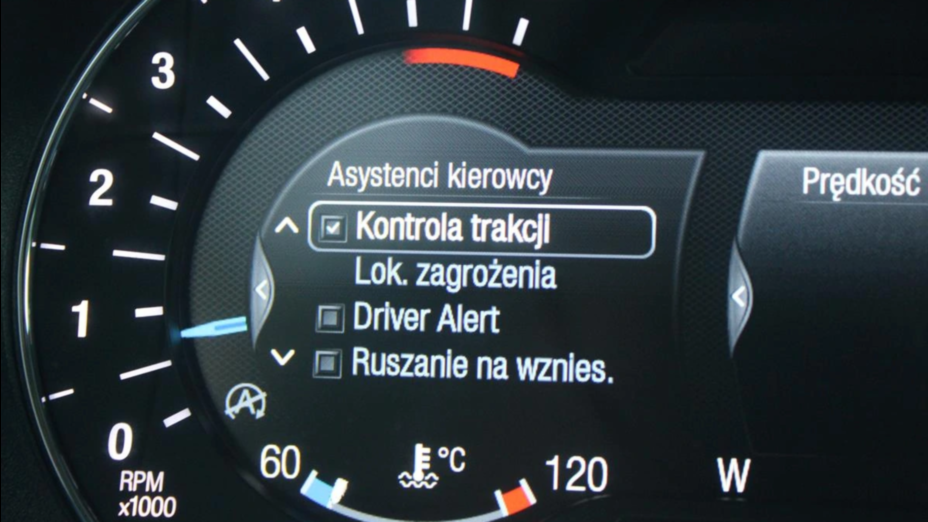 3
2
1
0
RPM
x1000
Asystenci kierowcy
Kontrola trakcji
Lok. zagrożenia
Driver Alert
Ruszanie na wznies.
A
60
°C
120
Prędkość
W